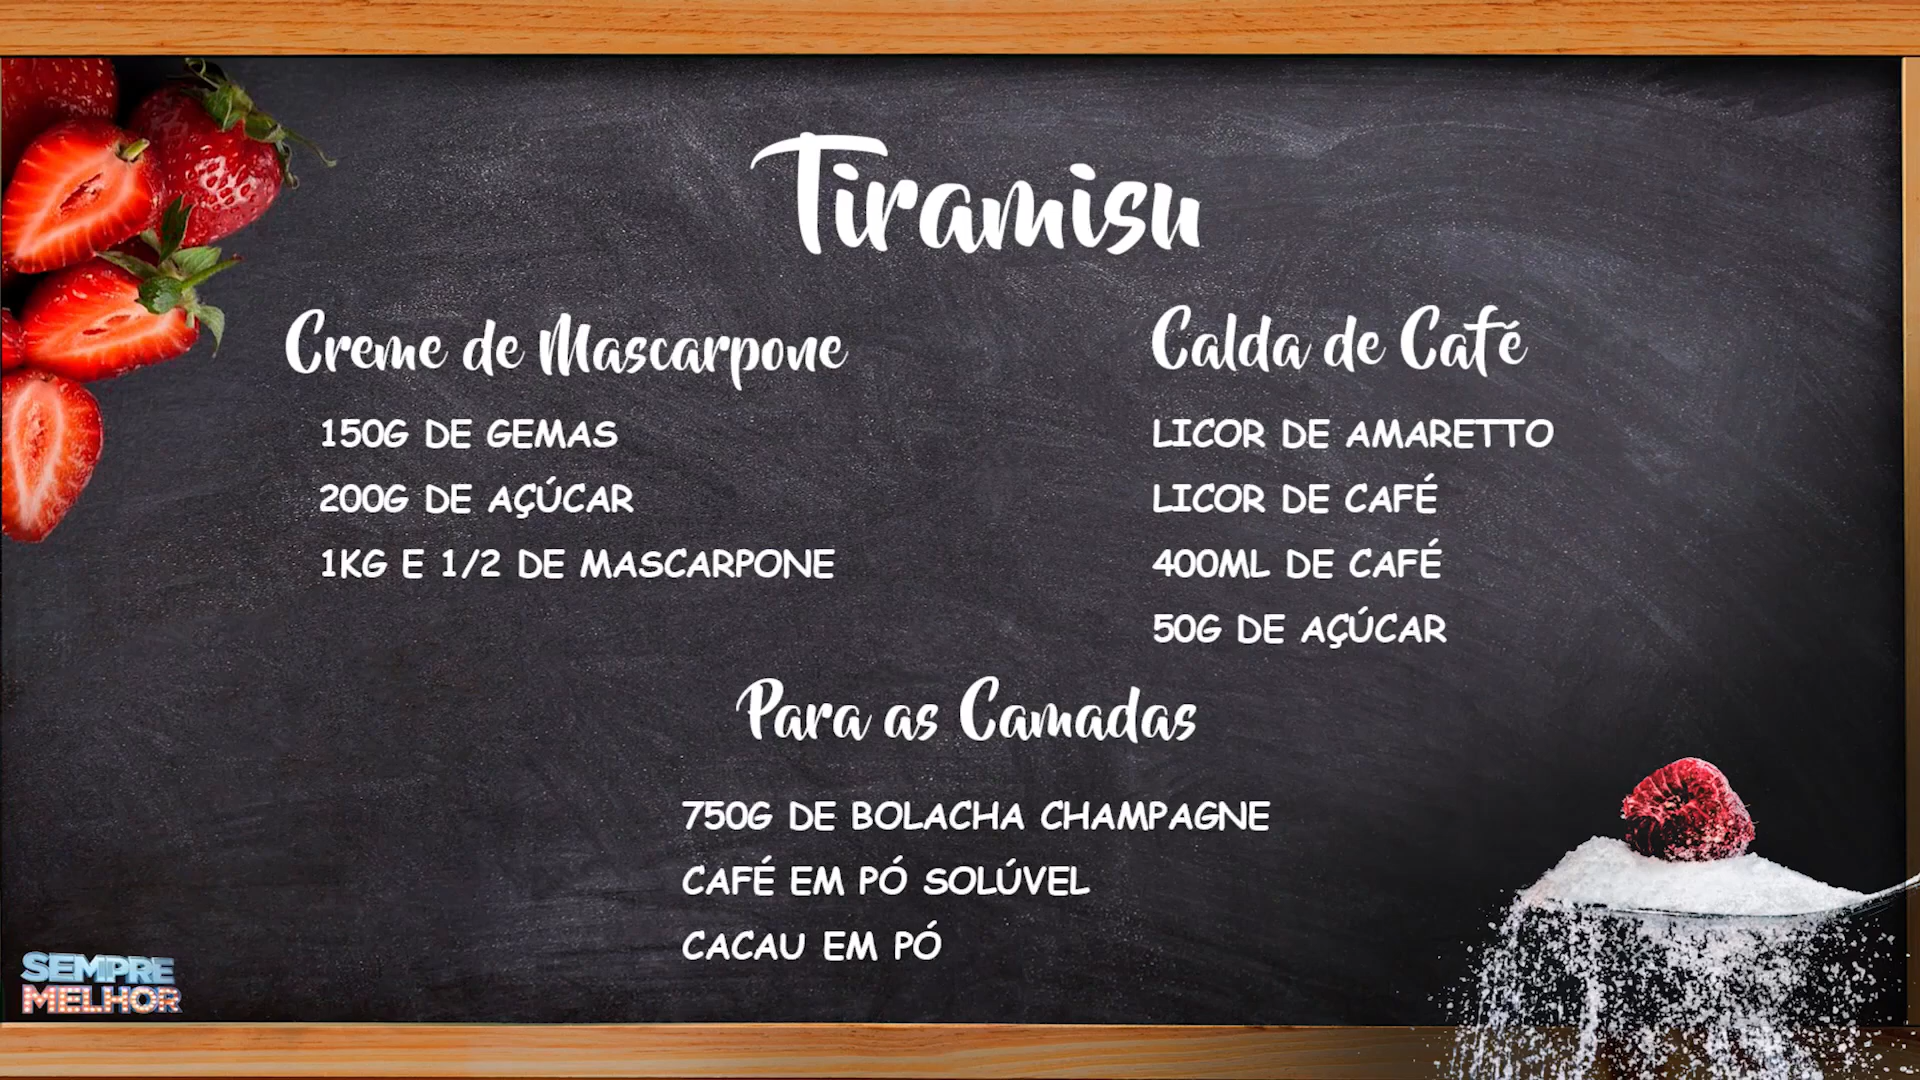 Tiramisu
Creme de Mascarpone
150G DE GEMAS
200G DE AÇÚCAR
1KG E 1/2 DE MASCARPONE
Calda de Café
LICOR DE AMARETTO
LICOR DE CAFÉ
400ML DE CAFÉ
50G DE AÇÚCAR
Para as Camadas
750G DE BOLACHA CHAMPAGNE
CAFÉ EM PÓ SOLÚVEL
CACAU EM PÓ
SEMPRE
MELHOR